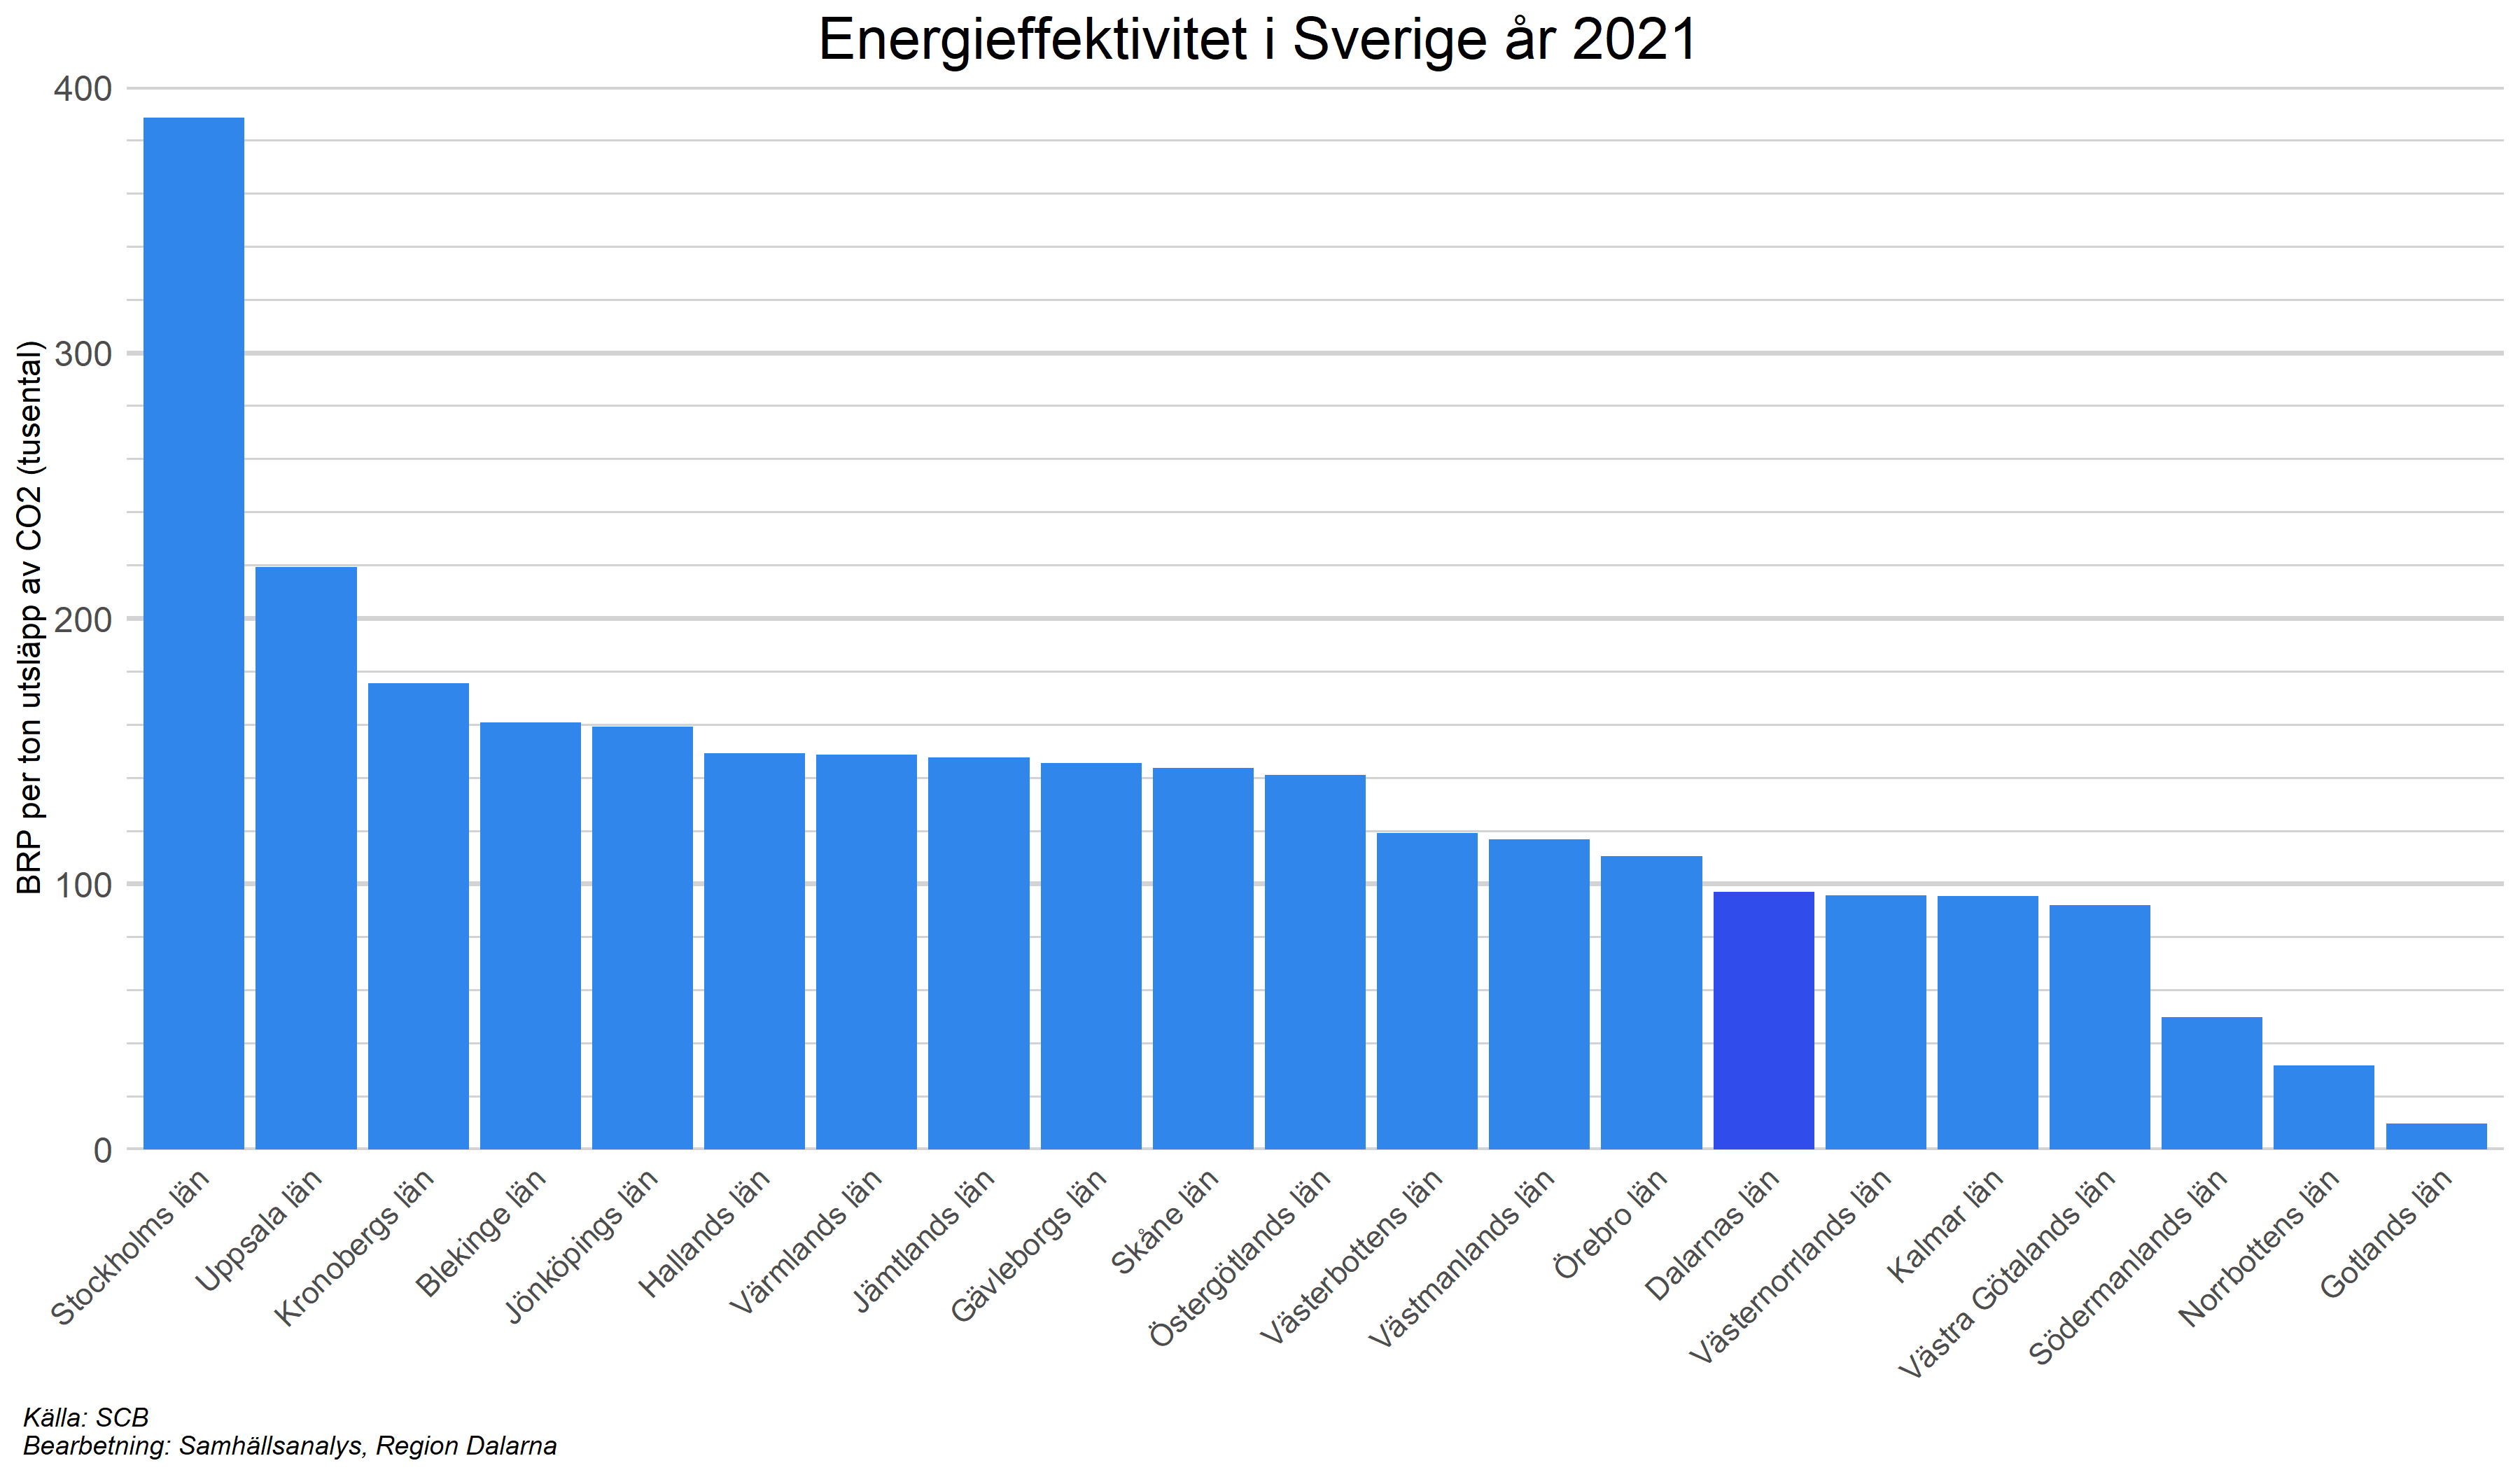 Energieffektivitet i Sverige år 2021
BRP per ton utsläpp av CO2 (tusental)
400
300
200
100
0
Stockholms län
Uppsala län
Kronobergs län
Blekinge län
Jönköpings län
Hallands län
Värmlands län
Jämtlands län
Gävleborgs län
Skåne län
Östergötlands län
Västerbottens län
Västmanlands län
Örebro län
Dalarnas län
Västernorrlands län
Kalmar län
Västra Götalands län
Södermanlands län
Norrbottens län
Gotlands län
Källa: SCB
Bearbetning: Samhällsanalys, Region Dalarna